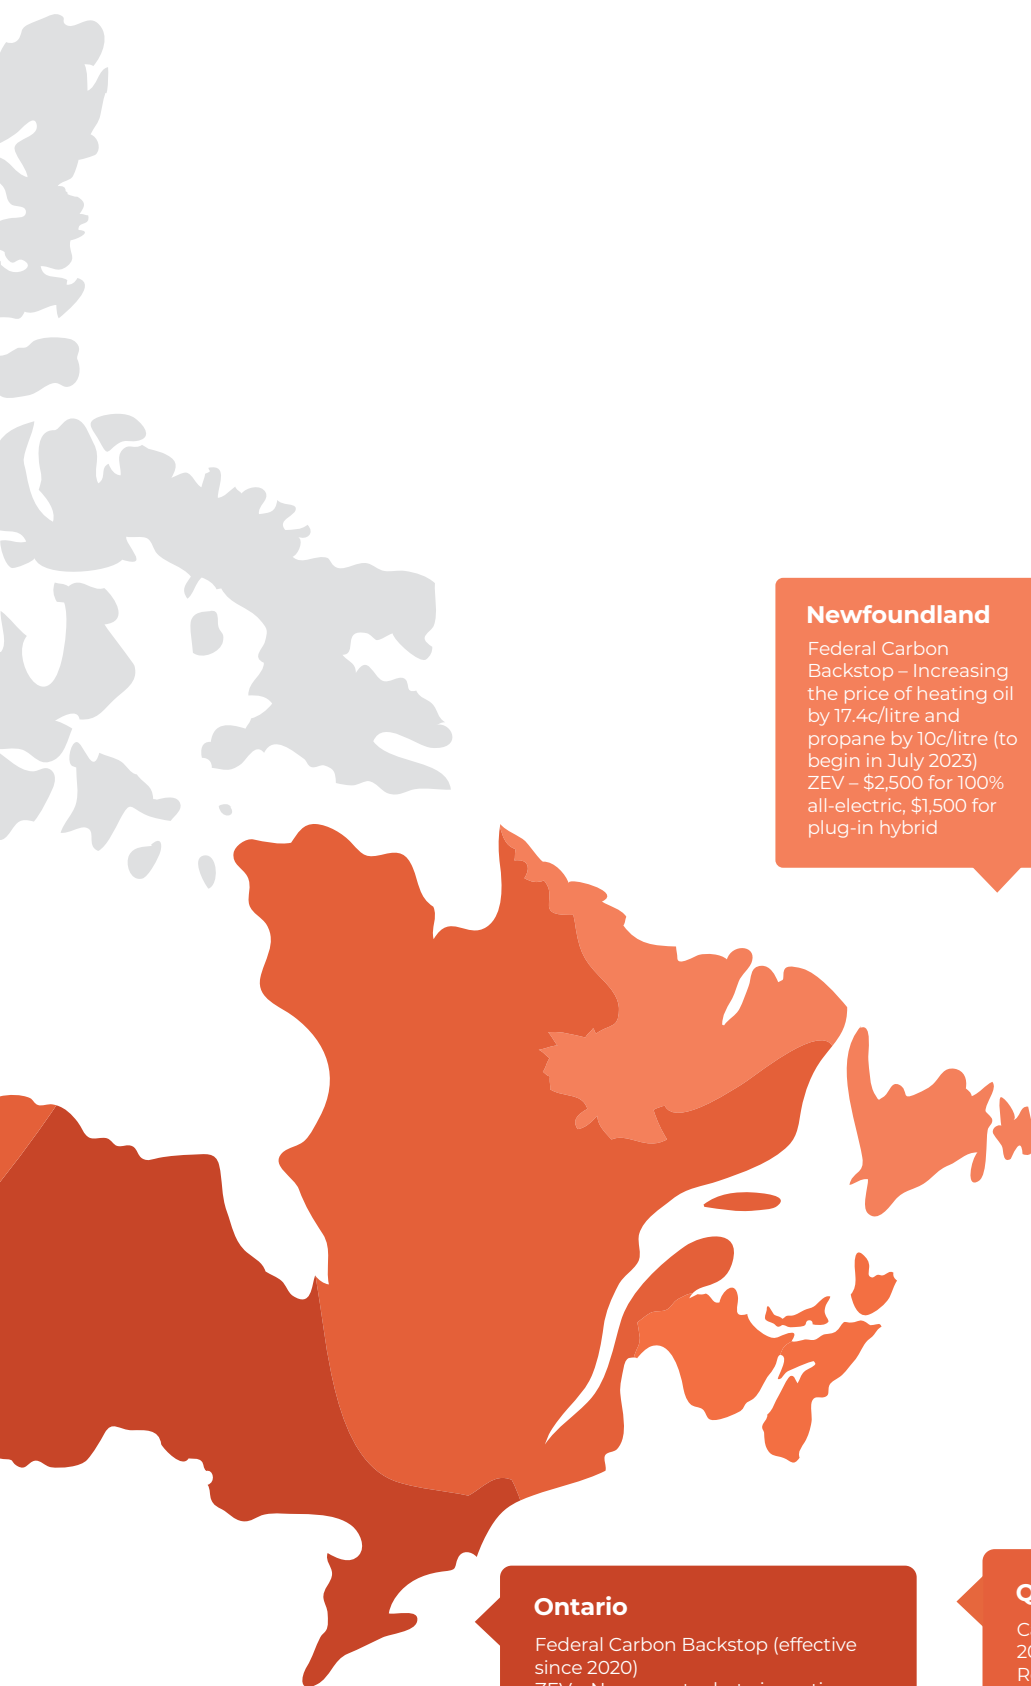 Newfoundland
Federal Carbon
Backstop – Increasing
the price of heating oil
by 17.4c/litre and
propane by 10c/litre (to
begin in July 2023)
ZEV – $2,500 for 100%
all-electric, $1,500 for
plug-in hybrid
Ontario
Federal Carbon Backstop (effective
since 2020)